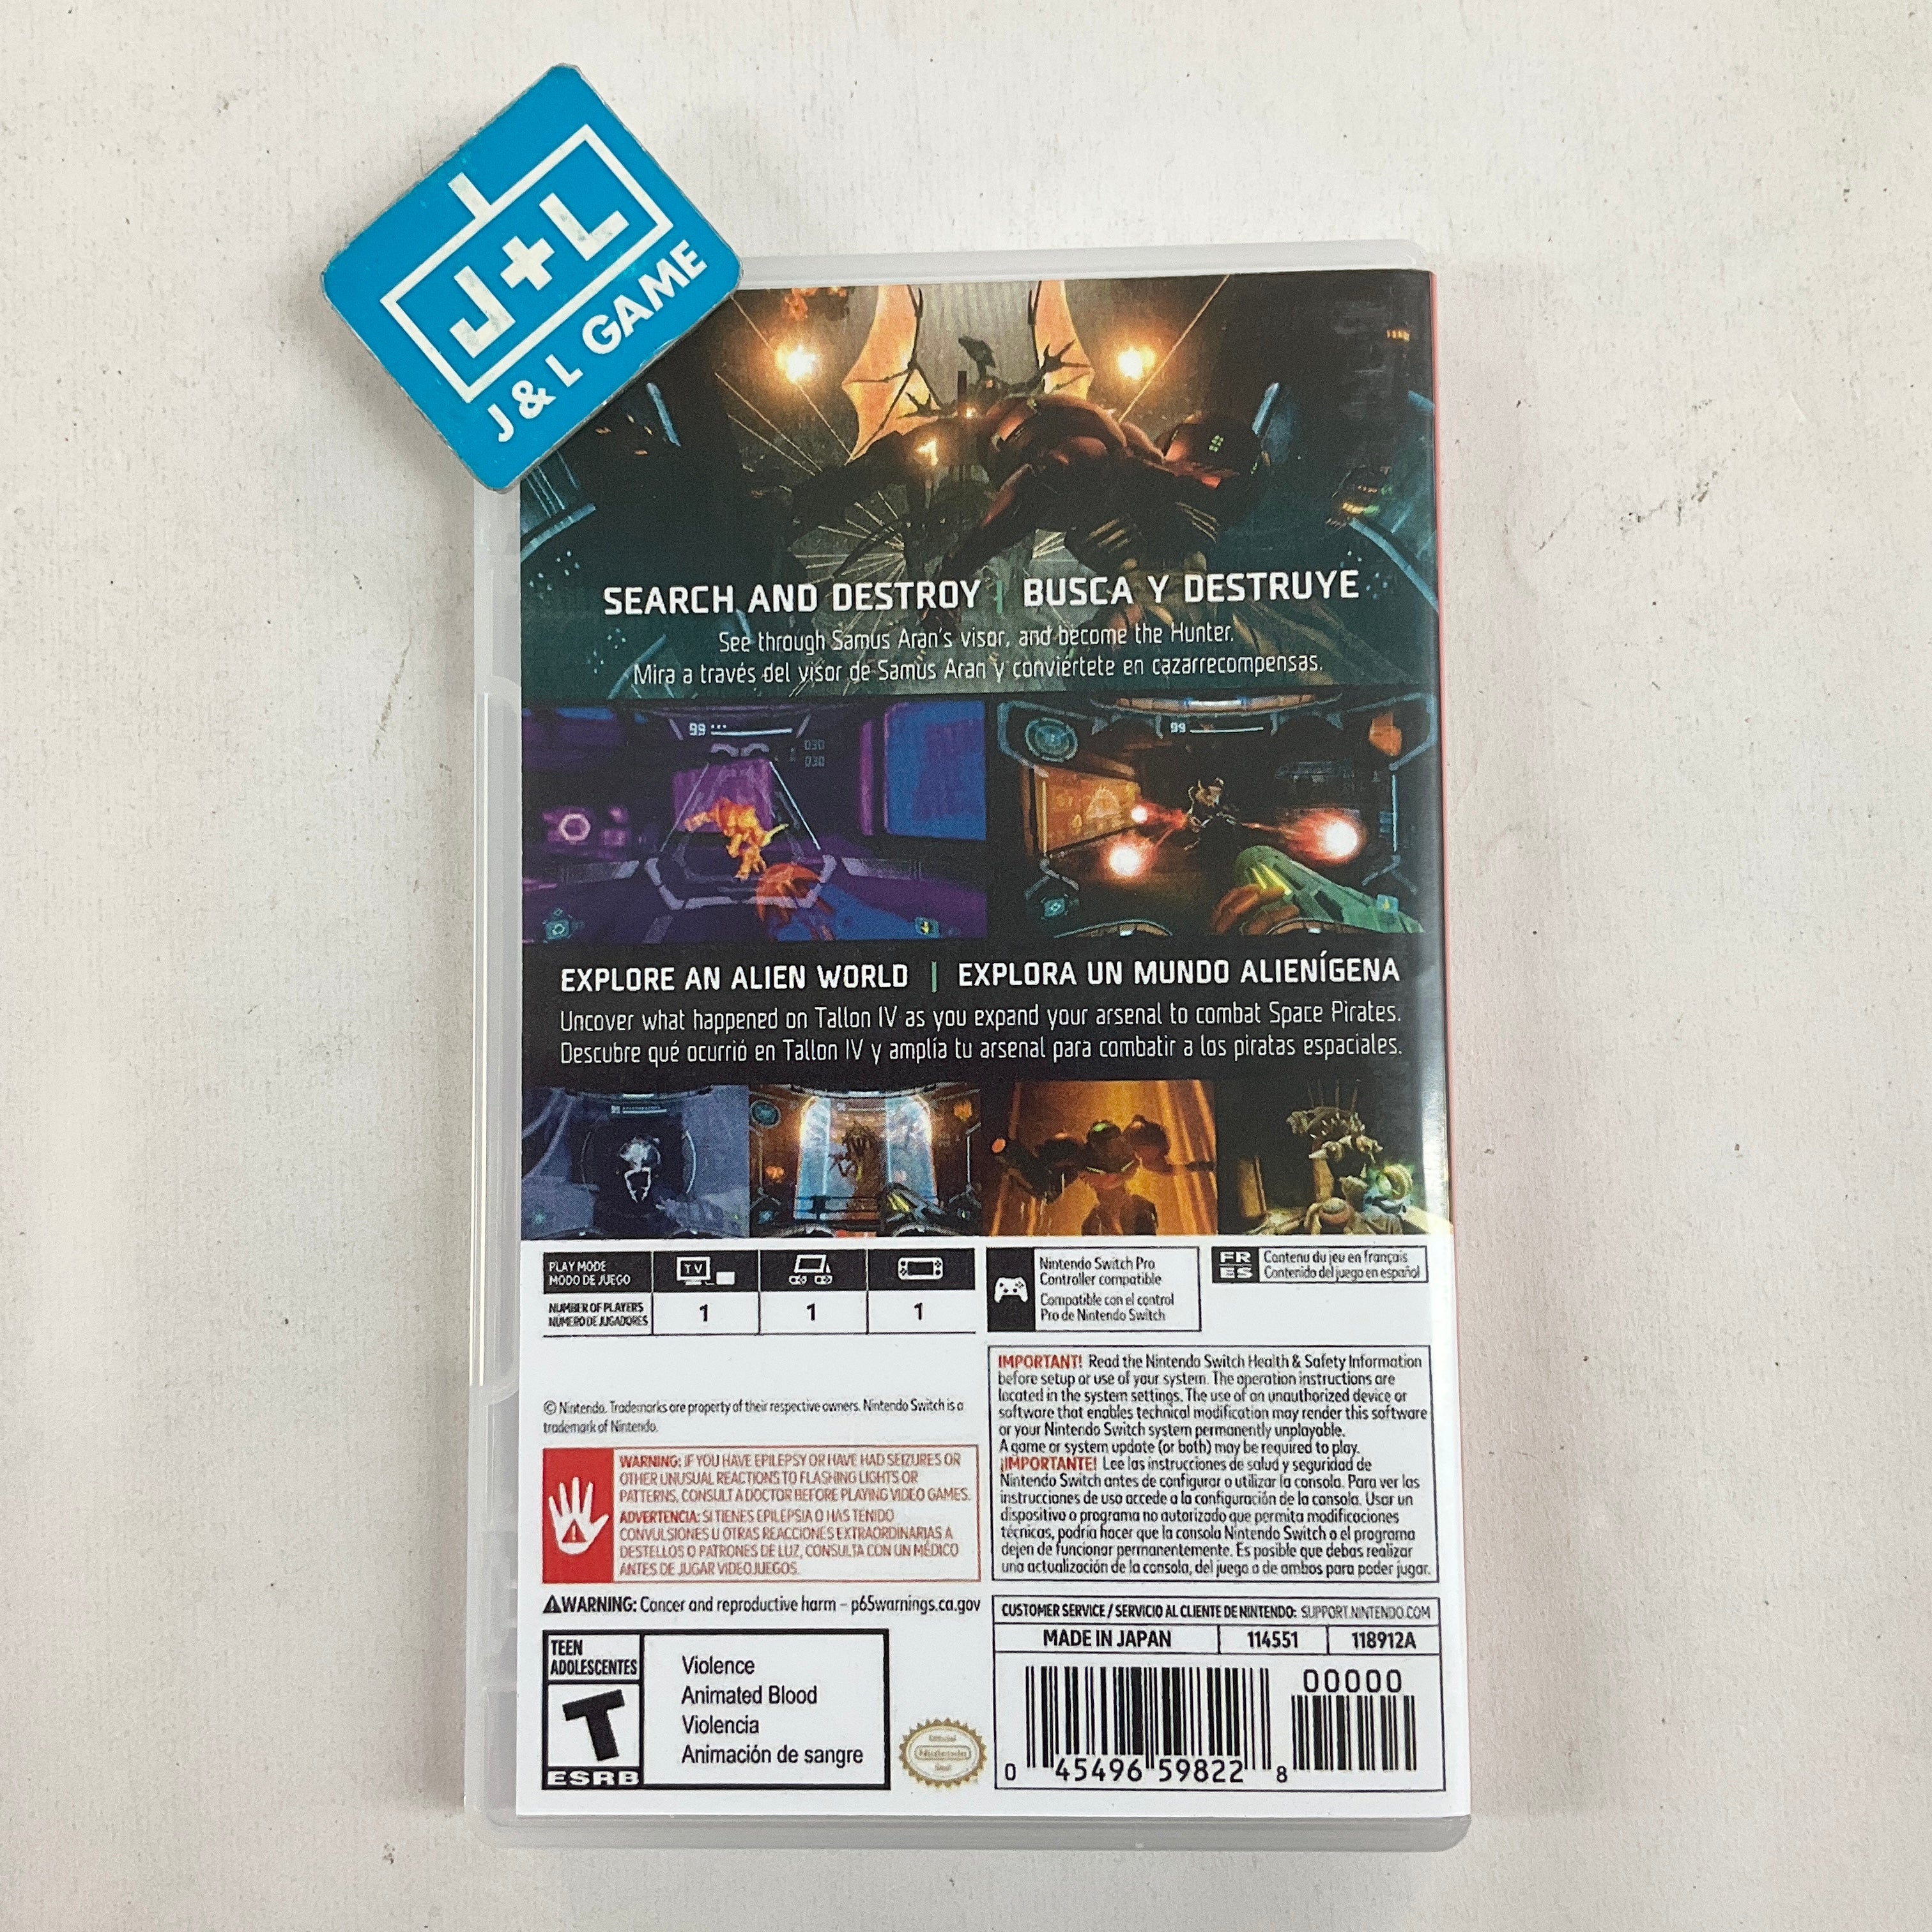 J+L
J & L GAME
SEARCH AND DESTROY | BUSCA Y DESTRUYE
See through Samus Aran's visor, and become the Hunter.
Mira a través del visor de Samus Aran y conviértete en cazarrecompensas.
99
030
030
99
EXPLORE AN ALIEN WORLD | EXPLORA UN MUNDO ALIENÍGENA
Uncover what happened on Tallon IV as you expand your arsenal to combat Space Pirates.
Descubre qué ocurrió en Tallon IV y amplía tu arsenal para combatir a los piratas espaciales.
PLAY MODE
MODO DE JUEGO
TV
NUMBER OF PLAYERS
NÚMERO DE JUGADORES
1 1 1
Nintendo Switch Pro
Controller compatible
Compatible con el control
Pro de Nintendo Switch
FR
ES
Contenu du jeu en français
Contenido del juego en español
© Nintendo. Trademarks are property of their respective owners. Nintendo Switch is a
trademark of Nintendo.
WARNING: IF YOU HAVE EPILEPSY OR HAVE HAD SEIZURES OR
OTHER UNUSUAL REACTIONS TO FLASHING LIGHTS OR
PATTERNS, CONSULT A DOCTOR BEFORE PLAYING VIDEO GAMES.
ADVERTENCIA: SI TIENES EPILEPSIA O HAS TENIDO
CONVULSIONES U OTRAS REACCIONES EXTRAORDINARIAS A
DESTELLOS O PATRONES DE LUZ, CONSULTA CON UN MÉDICO
ANTES DE JUGAR VIDEOJUEGOS.
WARNING: Cancer and reproductive harm – p65warnings.ca.gov
IMPORTANT! Read the Nintendo Switch Health & Safety Information
before setup or use of your system. The operation instructions are
located in the system settings. The use of an unauthorized device or
software that enables technical modification may render this software
or your Nintendo Switch system permanently unplayable.
A game or system update (or both) may be required to play.
¡IMPORTANTE! Lee las instrucciones de salud y seguridad de
Nintendo Switch antes de configurar o utilizar la consola. Para ver las
instrucciones de uso accede a la configuración de la consola. Usar un
dispositivo o programa no autorizado que permita modificaciones
técnicas, podría hacer que la consola Nintendo Switch o el programa
dejen de funcionar permanentemente. Es posible que debas realizar
una actualización de la consola, del juego o de ambos para poder jugar.
CUSTOMER SERVICE / SERVICIO AL CLIENTE DE NINTENDO: SUPPORT.NINTENDO.COM
MADE IN JAPAN 114551 118912A
TEEN
ADOLESCENTES
T
ESRB
Violence
Animated Blood
Violencia
Animación de sangre
Official
Nintendo
Seal
00000
0 45496 59822 8